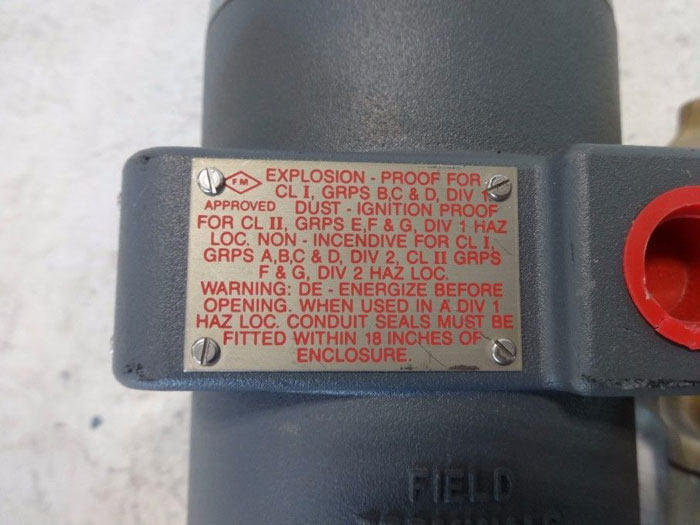 FM EXPLOSION - PROOF FOR
CL I, GRPS B,C & D, DIV 1
APPROVED DUST - IGNITION PROOF
FOR CL II, GRPS E,F & G, DIV 1 HAZ
LOC. NON - INCENDIVE FOR CL I,
GRPS A,B,C & D, DIV 2, CL II GRPS
F & G, DIV 2 HAZ LOC.
WARNING: DE - ENERGIZE BEFORE
OPENING. WHEN USED IN A DIV 1
HAZ LOC. CONDUIT SEALS MUST BE
FITTED WITHIN 18 INCHES OF
ENCLOSURE.
FIELD